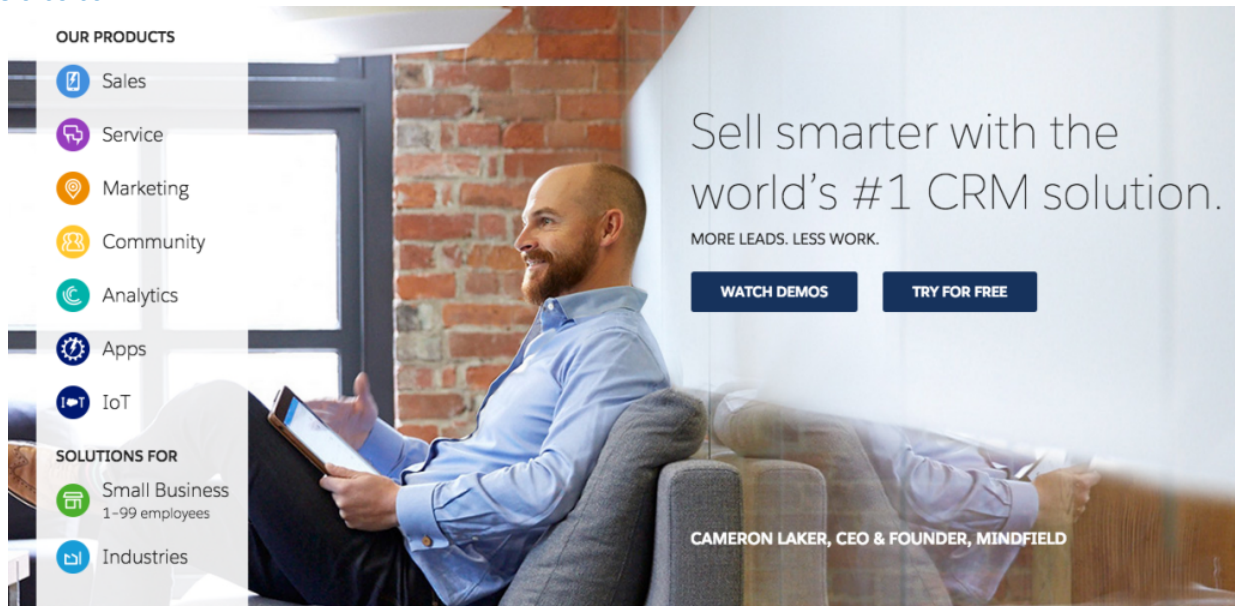 OUR PRODUCTS
Sales
Service
Marketing
Community
Analytics
Apps
IoT
SOLUTIONS FOR
Small Business
1–99 employees
Industries
Sell smarter with the
world's #1 CRM solution.
MORE LEADS. LESS WORK.
WATCH DEMOS
TRY FOR FREE
CAMERON LAKER, CEO & FOUNDER, MINDFIELD